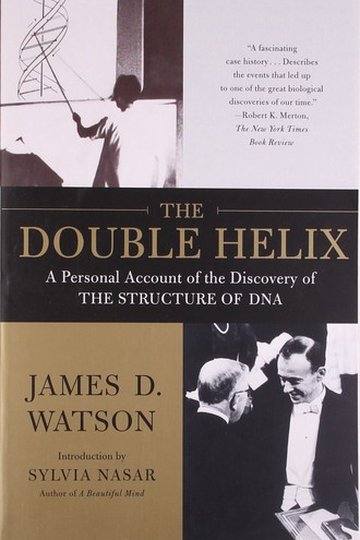 "A fascinating
case history . . . Describes
the events that led up
to one of the great biological
discoveries of our time."
—Robert K. Merton,
The New York Times
Book Review
THE
DOUBLE HELIX
A Personal Account of the Discovery of
THE STRUCTURE OF DNA
JAMES D.
WATSON
Introduction by
SYLVIA NASAR
Author of A Beautiful Mind